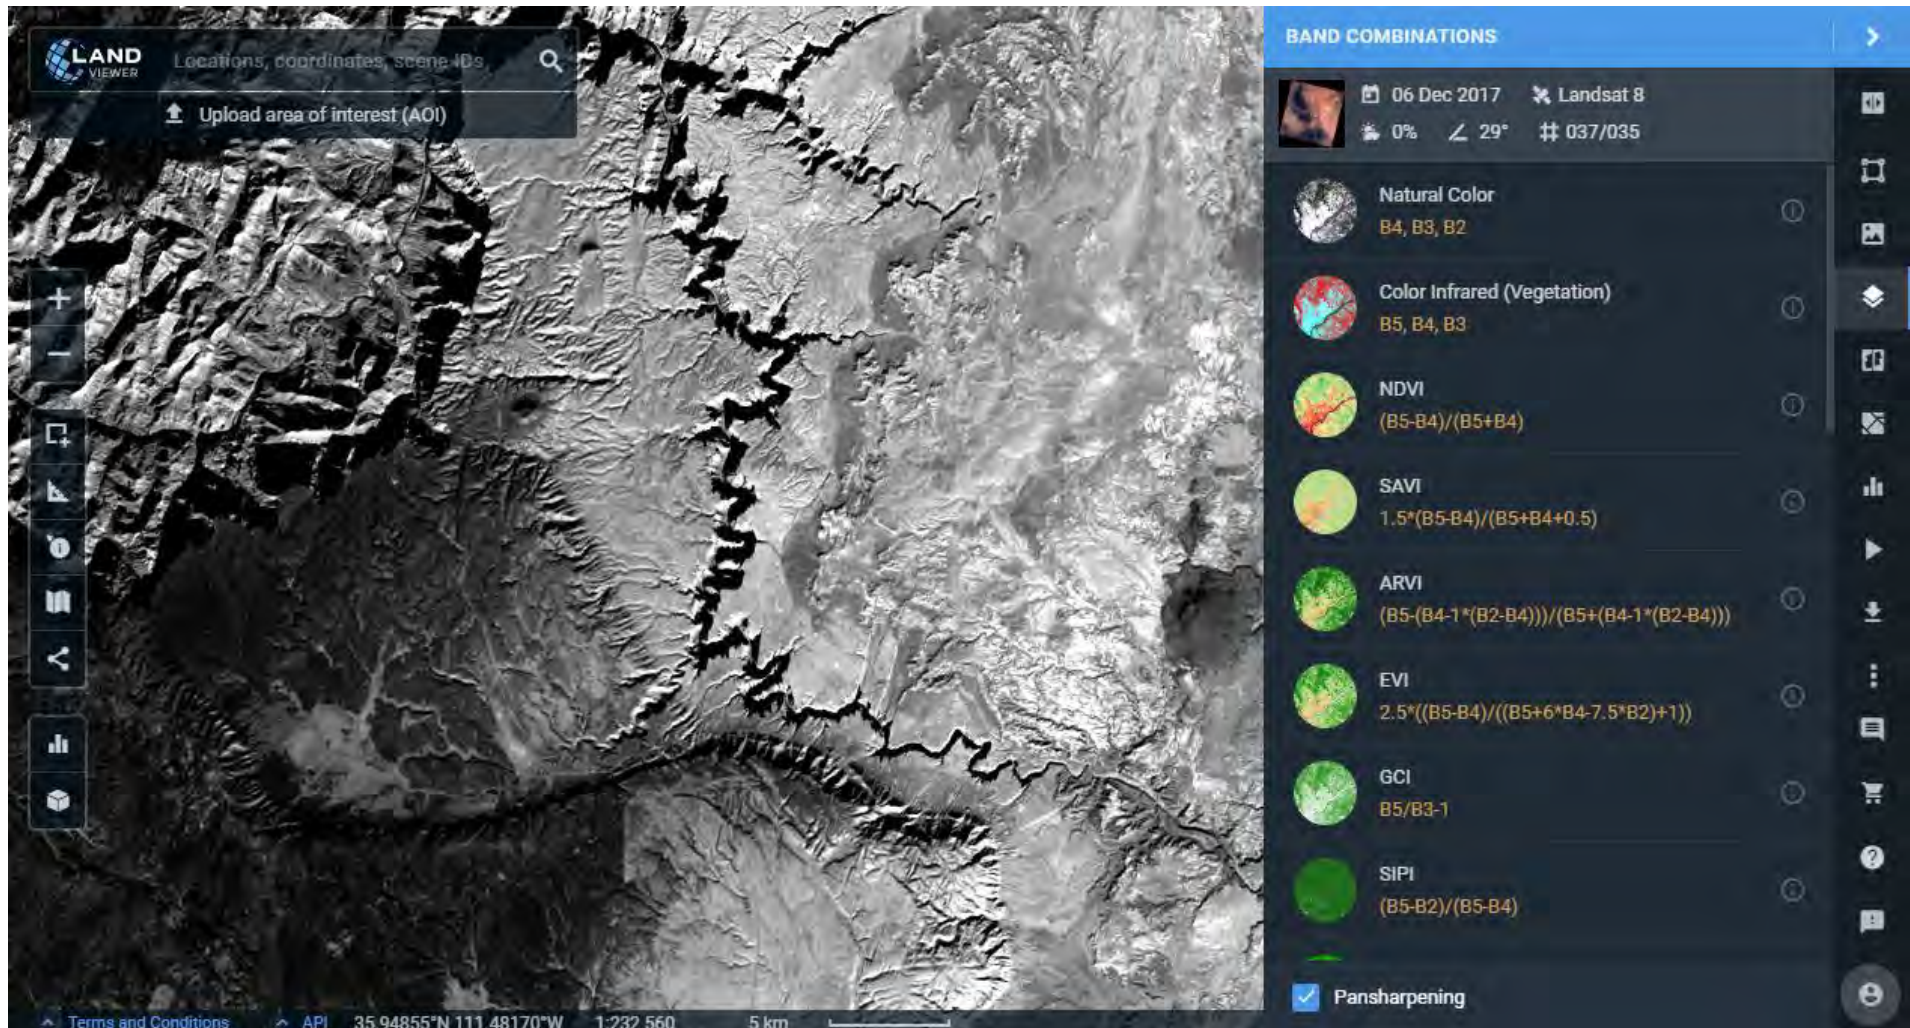 LAND
VIEWER
Locations, coordinates, scene IDs
Upload area of interest (AOI)
Terms and Conditions
API
35.94855°N 111.48170°W
1:232 560
5 km
BAND COMBINATIONS
06 Dec 2017
Landsat 8
0%
29°
037/035
Natural Color
B4, B3, B2
Color Infrared (Vegetation)
B5, B4, B3
NDVI
(B5-B4)/(B5+B4)
SAVI
1.5*(B5-B4)/(B5+B4+0.5)
ARVI
(B5-(B4-1*(B2-B4)))/(B5+(B4-1*(B2-B4)))
EVI
2.5*((B5-B4)/((B5+6*B4-7.5*B2)+1))
GCI
B5/B3-1
SIPI
(B5-B2)/(B5-B4)
Pansharpening